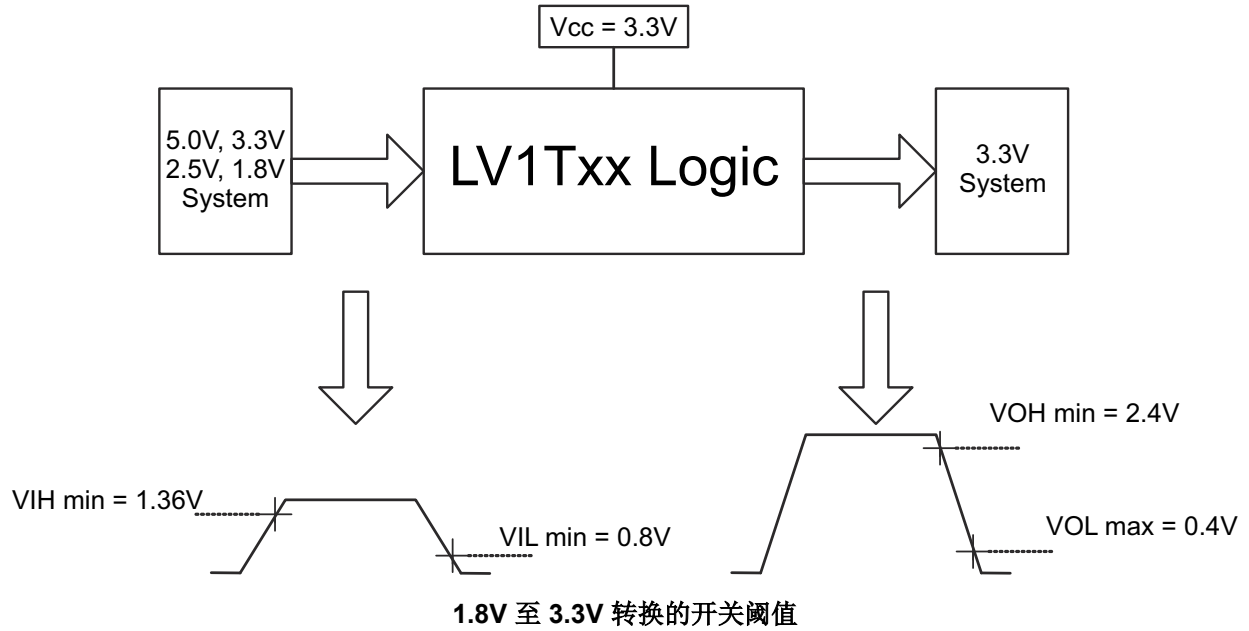 Vcc = 3.3V
5.0V, 3.3V
2.5V, 1.8V
System
LV1Txx Logic
3.3V
System
VIH min = 1.36V
VIL min = 0.8V
VOH min = 2.4V
VOL max = 0.4V
1.8V 至 3.3V 转换的开关阈值